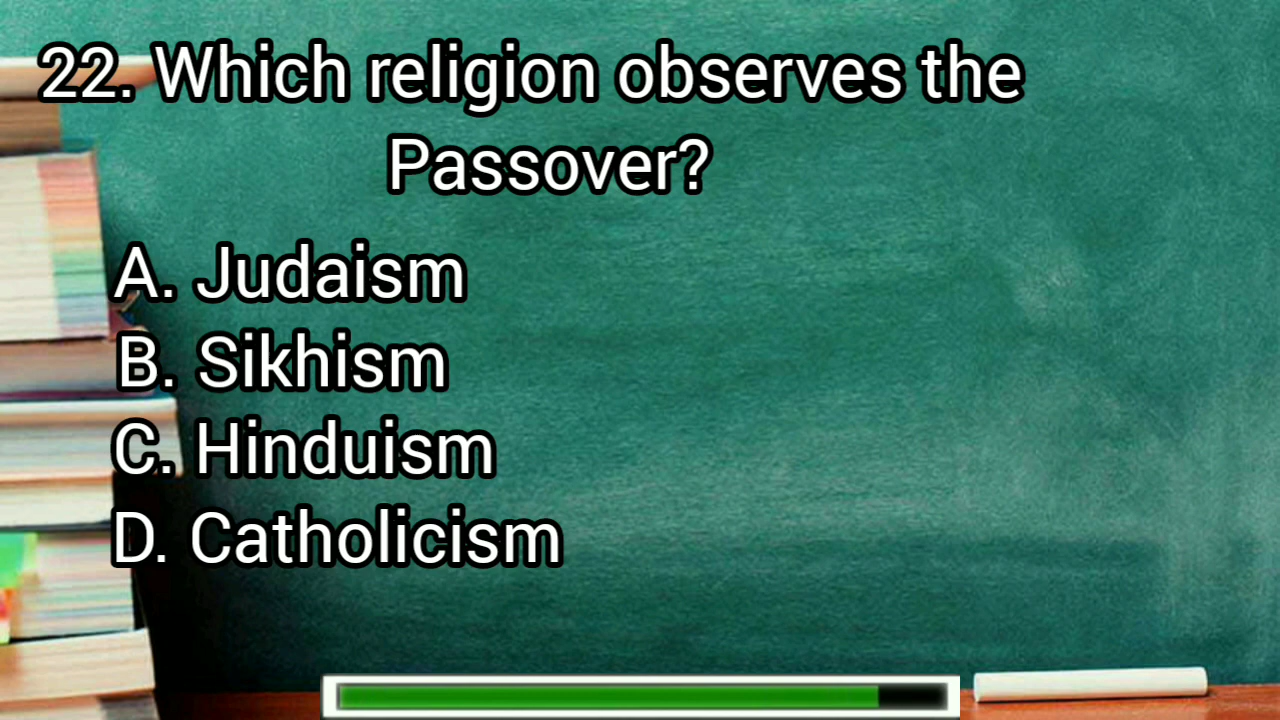 22. Which religion observes the
Passover?
A. Judaism
B. Sikhism
C. Hinduism
D. Catholicism